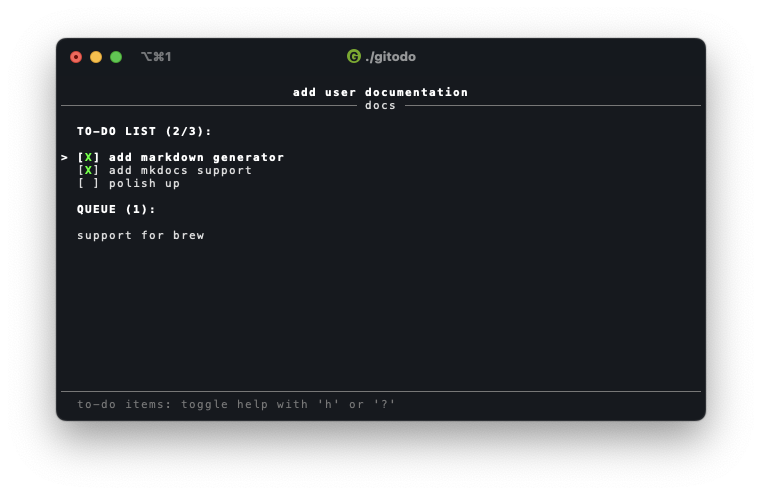 ⌥⌘1
G ./gitodo
add user documentation
docs
TO-DO LIST (2/3):
> [X] add markdown generator
[X] add mkdocs support
[ ] polish up
QUEUE (1):
support for brew
to-do items: toggle help with 'h' or '?'